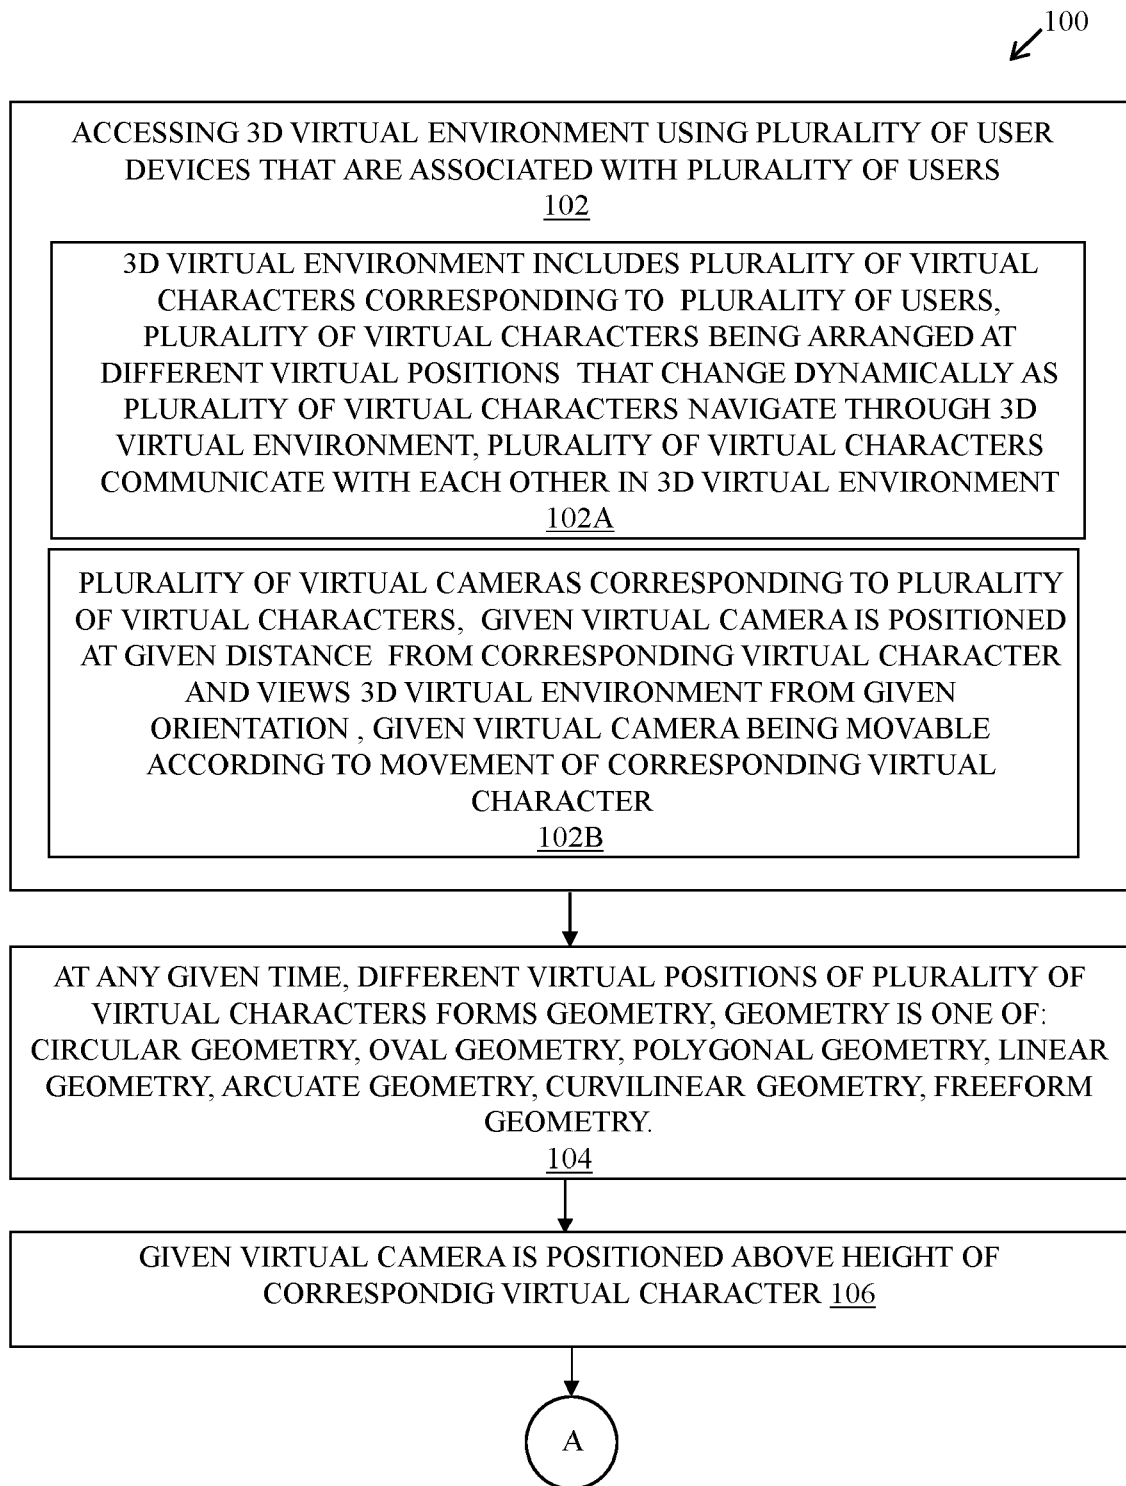 100
ACCESSING 3D VIRTUAL ENVIRONMENT USING PLURALITY OF USER
DEVICES THAT ARE ASSOCIATED WITH PLURALITY OF USERS
102
3D VIRTUAL ENVIRONMENT INCLUDES PLURALITY OF VIRTUAL
CHARACTERS CORRESPONDING TO PLURALITY OF USERS,
PLURALITY OF VIRTUAL CHARACTERS BEING ARRANGED AT
DIFFERENT VIRTUAL POSITIONS THAT CHANGE DYNAMICALLY AS
PLURALITY OF VIRTUAL CHARACTERS NAVIGATE THROUGH 3D
VIRTUAL ENVIRONMENT, PLURALITY OF VIRTUAL CHARACTERS
COMMUNICATE WITH EACH OTHER IN 3D VIRTUAL ENVIRONMENT
102A
PLURALITY OF VIRTUAL CAMERAS CORRESPONDING TO PLURALITY
OF VIRTUAL CHARACTERS, GIVEN VIRTUAL CAMERA IS POSITIONED
AT GIVEN DISTANCE FROM CORRESPONDING VIRTUAL CHARACTER
AND VIEWS 3D VIRTUAL ENVIRONMENT FROM GIVEN
ORIENTATION , GIVEN VIRTUAL CAMERA BEING MOVABLE
ACCORDING TO MOVEMENT OF CORRESPONDING VIRTUAL
CHARACTER
102B
AT ANY GIVEN TIME, DIFFERENT VIRTUAL POSITIONS OF PLURALITY OF
VIRTUAL CHARACTERS FORMS GEOMETRY, GEOMETRY IS ONE OF:
CIRCULAR GEOMETRY, OVAL GEOMETRY, POLYGONAL GEOMETRY, LINEAR
GEOMETRY, ARCUATE GEOMETRY, CURVILINEAR GEOMETRY, FREEFORM
GEOMETRY.
104
GIVEN VIRTUAL CAMERA IS POSITIONED ABOVE HEIGHT OF
CORRESPONDIG VIRTUAL CHARACTER 106
A